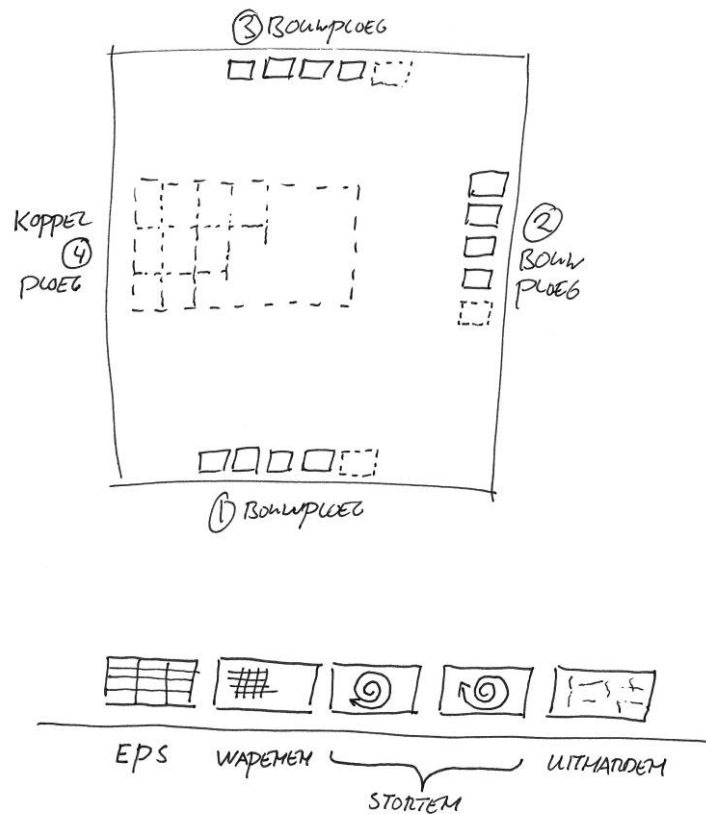 ③ BOUWPLOEG
KOPPEL
④
PLOEG
②
BOUW
PLOEG
① BOUWPLOEG
EPS WAPENEN UITHARDEN
STORTEN